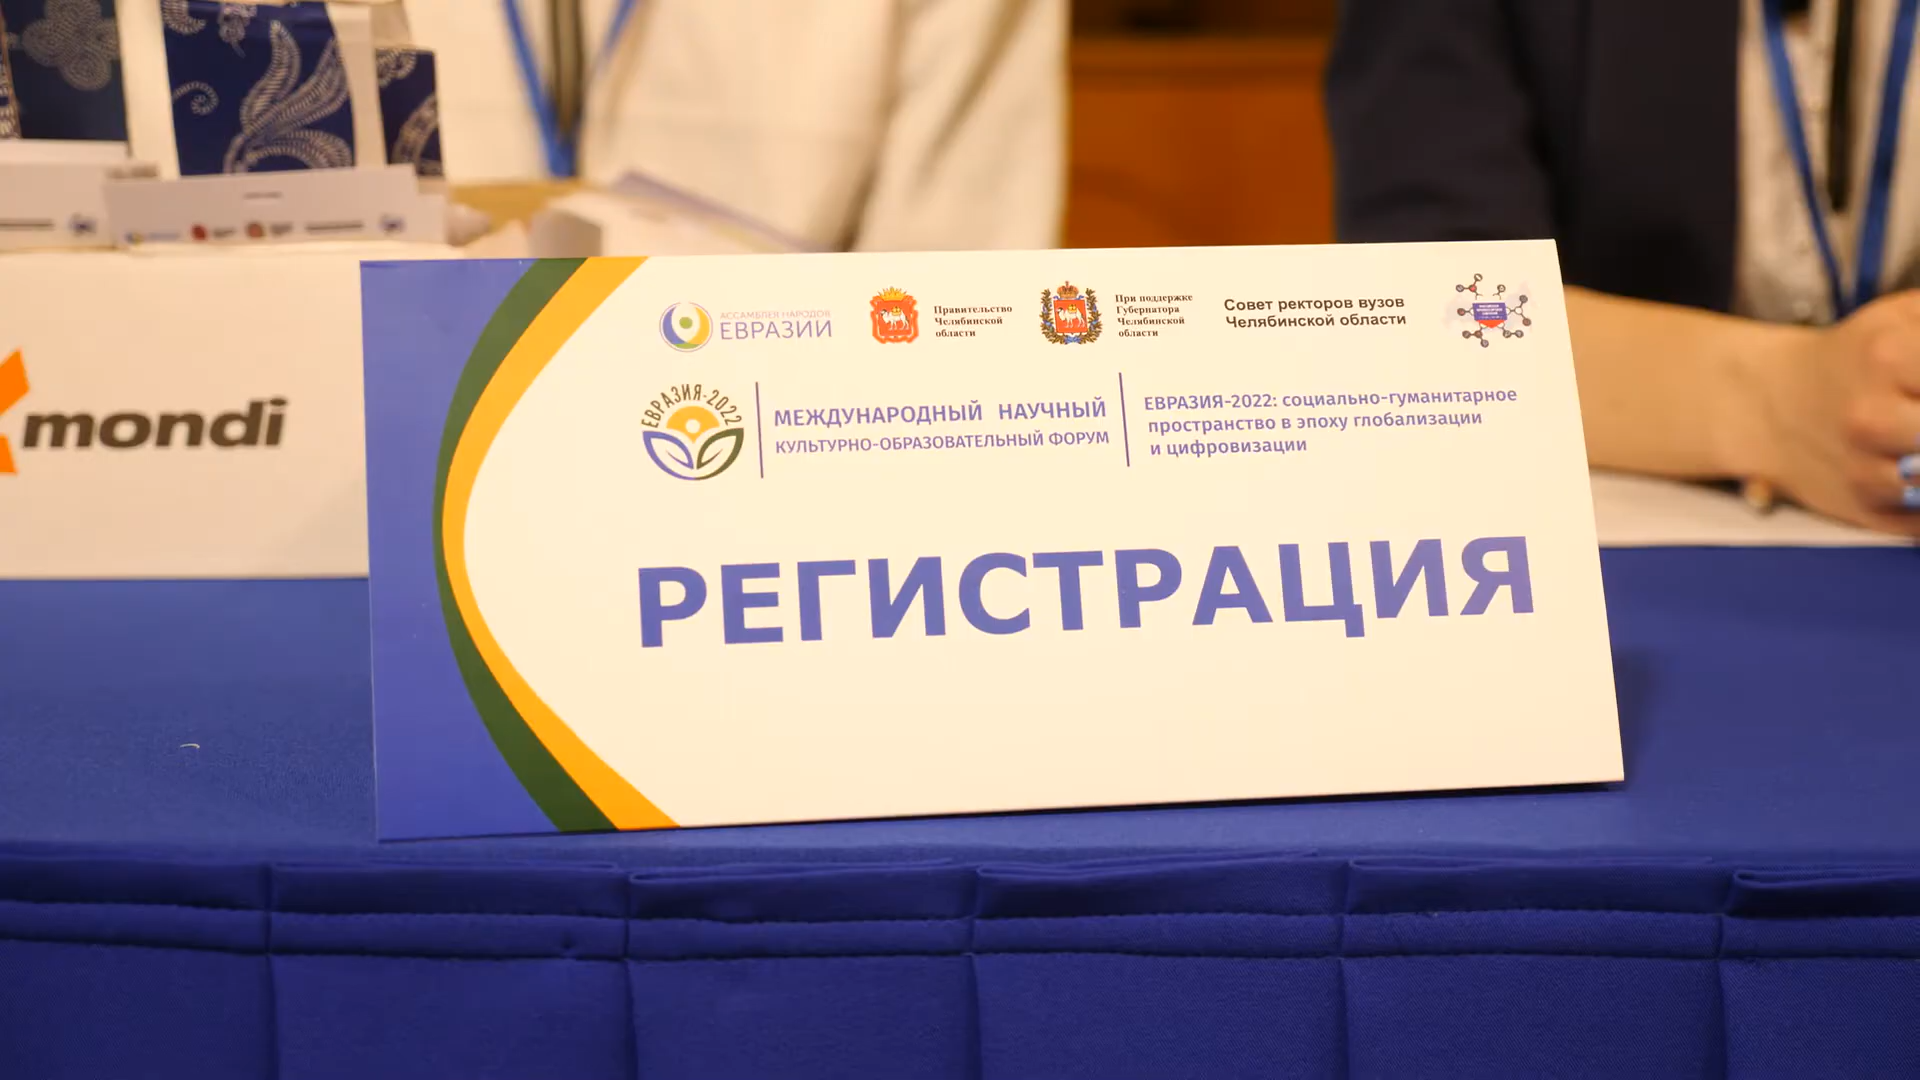 АССАМБЛЕЯ НАРОДОВ
ЕВРАЗИИ
Правительство
Челябинской
области
При поддержке
Губернатора
Челябинской
области
Совет ректоров вузов
Челябинской области
ЕВРАЗИЯ-2022
МЕЖДУНАРОДНЫЙ НАУЧНЫЙ
КУЛЬТУРНО-ОБРАЗОВАТЕЛЬНЫЙ ФОРУМ
ЕВРАЗИЯ-2022: социально-гуманитарное
пространство в эпоху глобализации
и цифровизации
mondi
РЕГИСТРАЦИЯ